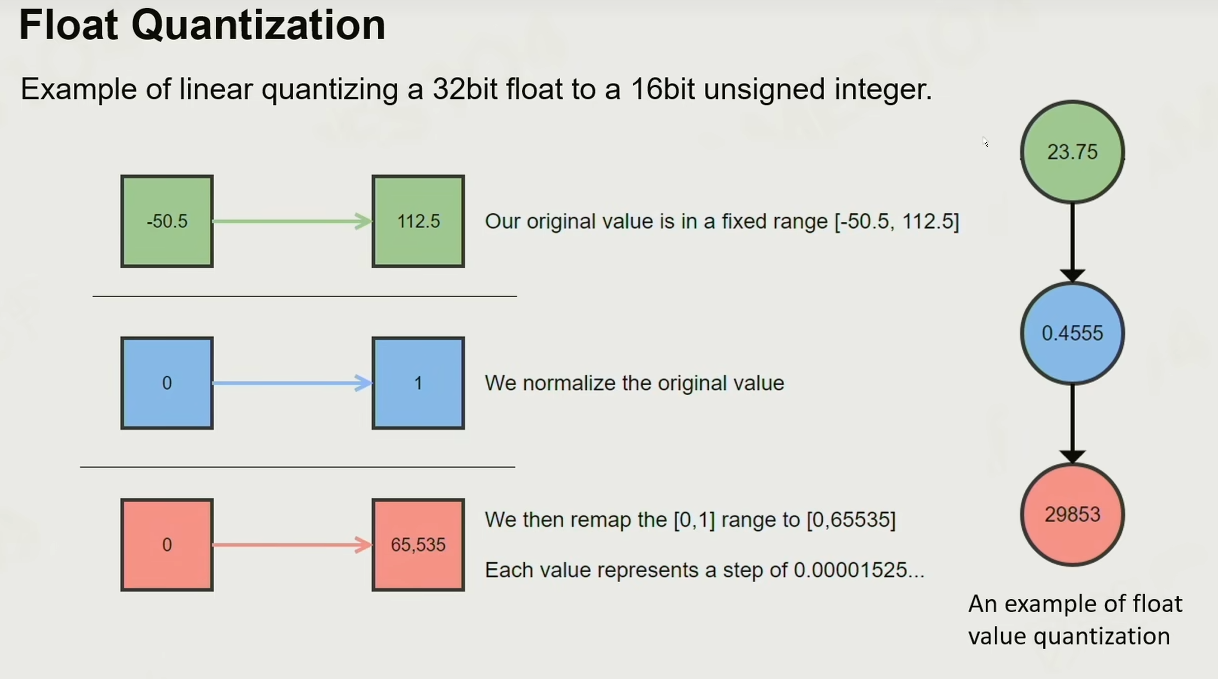 Float Quantization
Example of linear quantizing a 32bit float to a 16bit unsigned integer.
23.75
-50.5
112.5
Our original value is in a fixed range [-50.5, 112.5]
0.4555
0
1
We normalize the original value
29853
0
65,535
We then remap the [0,1] range to [0,65535]
Each value represents a step of 0.00001525...
An example of float
value quantization